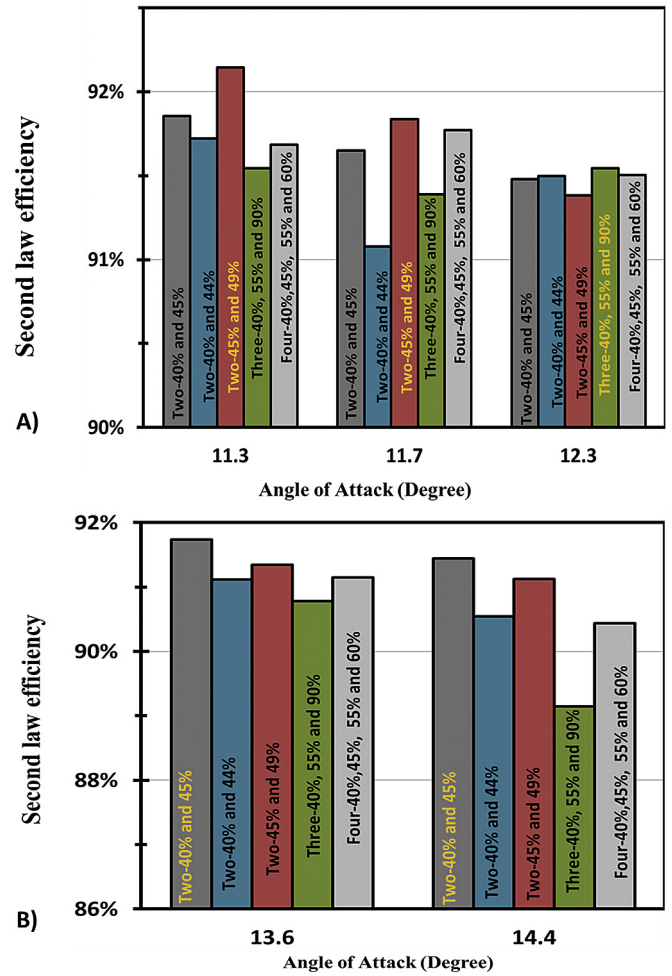 92%
91%
90%
Second law efficiency
Two-40% and 45%
Two-40% and 44%
Two-45% and 49%
Three-40%, 55% and 90%
Four-40%,45%, 55% and 60%
Two-40% and 45%
Two-40% and 44%
Two-45% and 49%
Three-40%, 55% and 90%
Four-40%,45%, 55% and 60%
Two-40% and 45%
Two-40% and 44%
Two-45% and 49%
Three-40%, 55% and 90%
Four-40%,45%, 55% and 60%
A)
11.3 11.7 12.3
Angle of Attack (Degree)
92%
90%
88%
86%
Second law efficiency
Two-40% and 45%
Two-40% and 44%
Two-45% and 49%
Three-40%, 55% and 90%
Four-40%,45%, 55% and 60%
Two-40% and 45%
Two-40% and 44%
Two-45% and 49%
Three-40%, 55% and 90%
Four-40%,45%, 55% and 60%
B)
13.6 14.4
Angle of Attack (Degree)